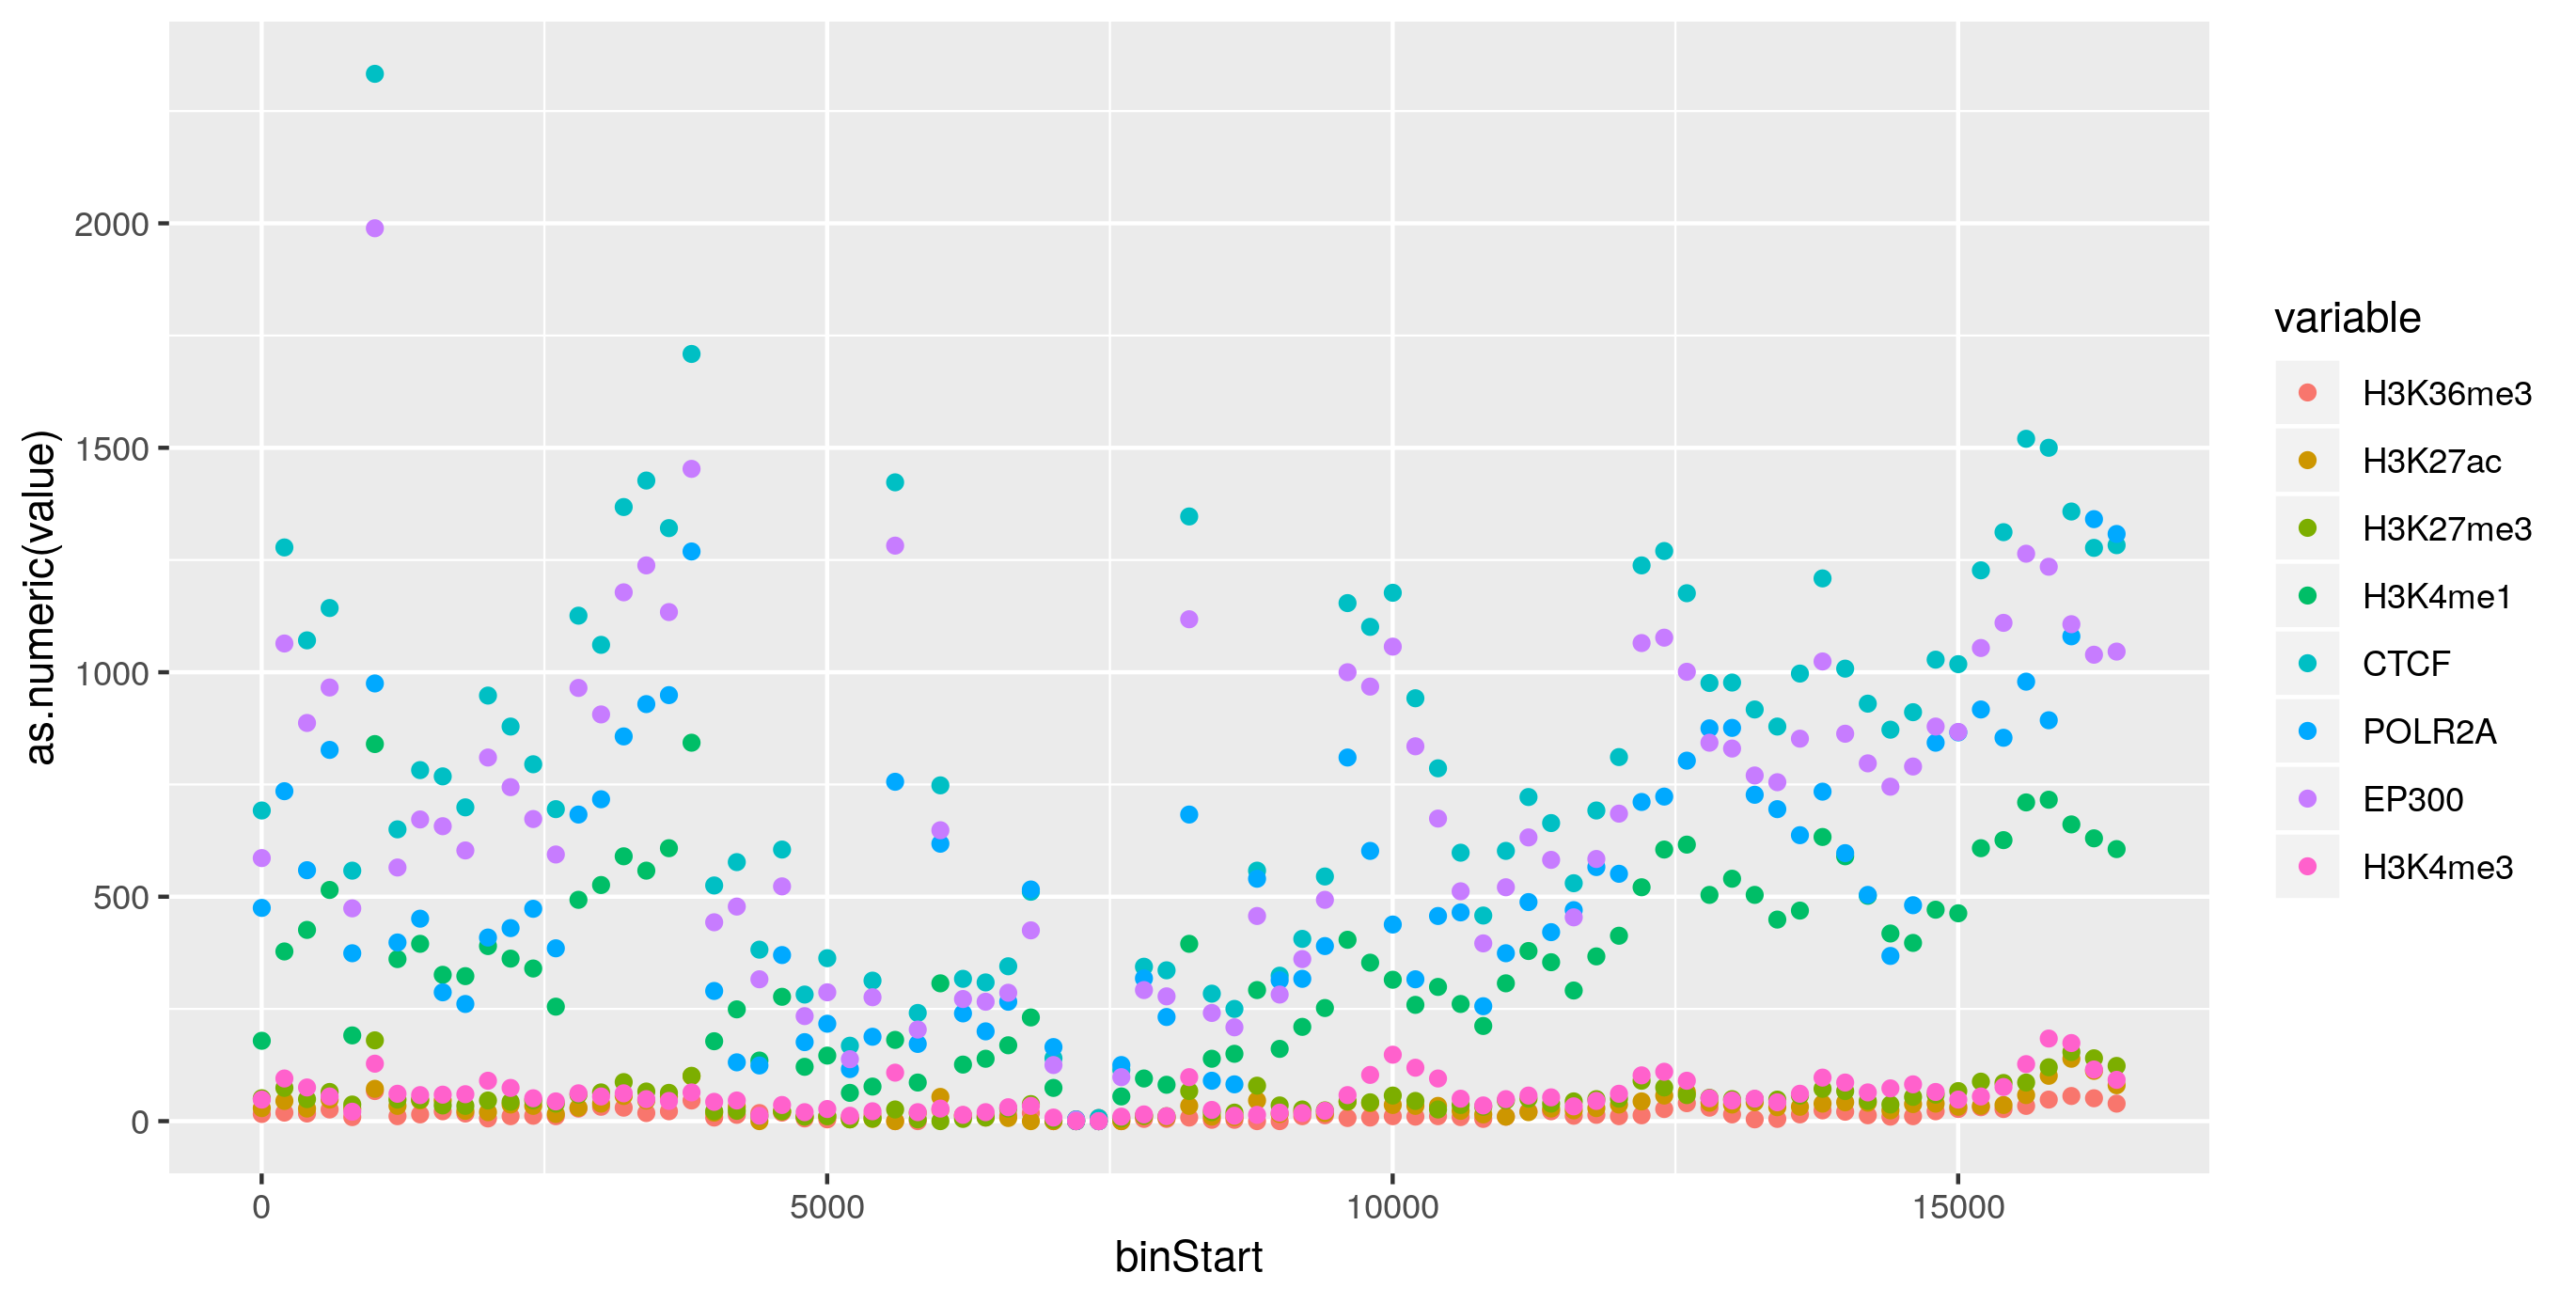 as.numeric(value)
2000
1500
1000
500
0
0 5000 10000 15000
binStart
variable
H3K36me3
H3K27ac
H3K27me3
H3K4me1
CTCF
POLR2A
EP300
H3K4me3